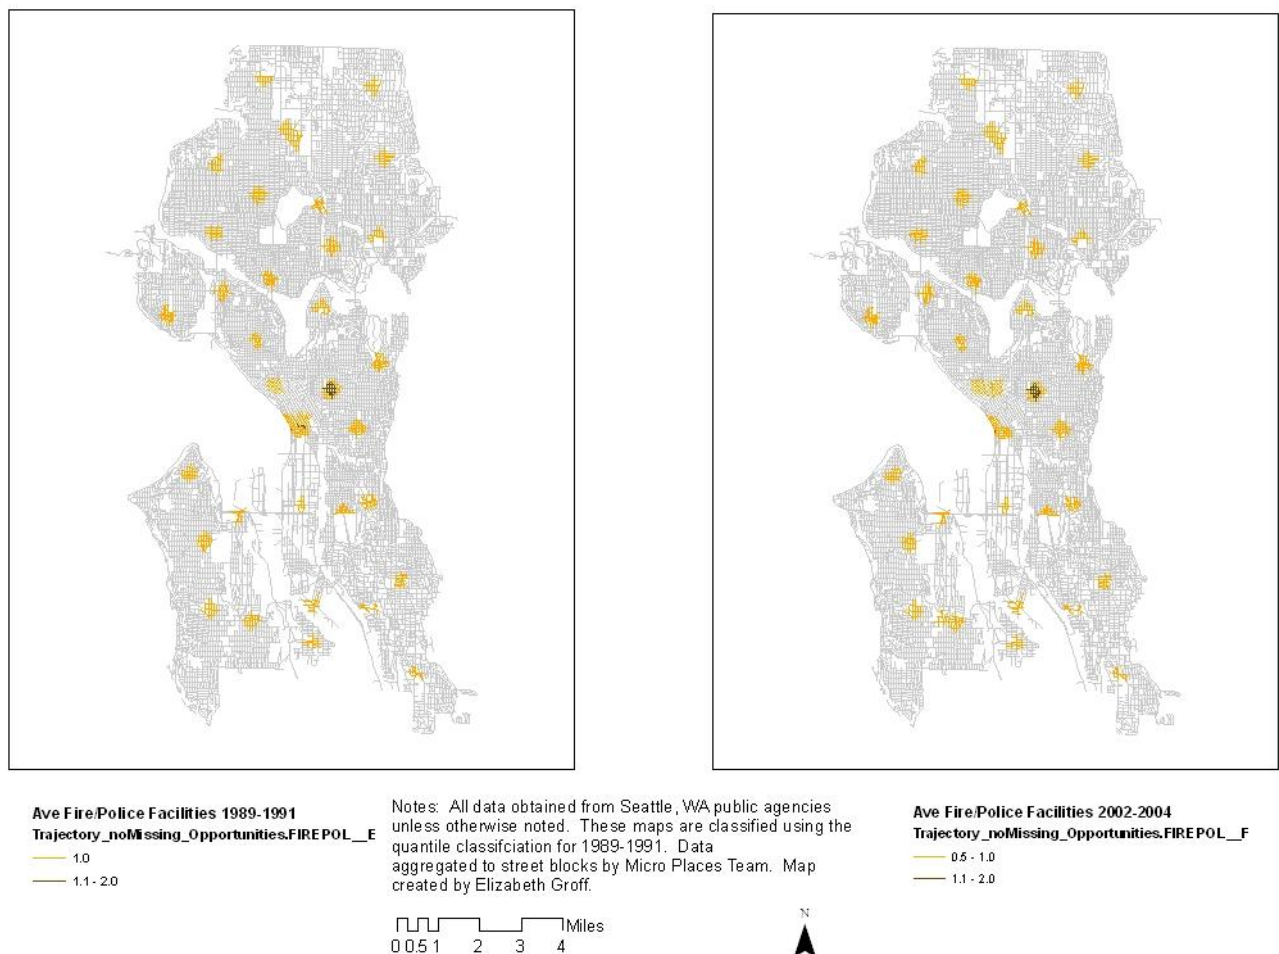 Ave Fire/Police Facilities 1989-1991
Trajectory_noMissing_Opportunities.FIREPOL__E
1.0
1.1 - 2.0
Notes: All data obtained from Seattle, WA public agencies
unless otherwise noted. These maps are classified using the
quantile classifciation for 1989-1991. Data
aggregated to street blocks by Micro Places Team. Map
created by Elizabeth Groff.
Miles
0 0.5 1 2 3 4
N
Ave Fire/Police Facilities 2002-2004
Trajectory_noMissing_Opportunities.FIREPOL__F
0.5 - 1.0
1.1 - 2.0